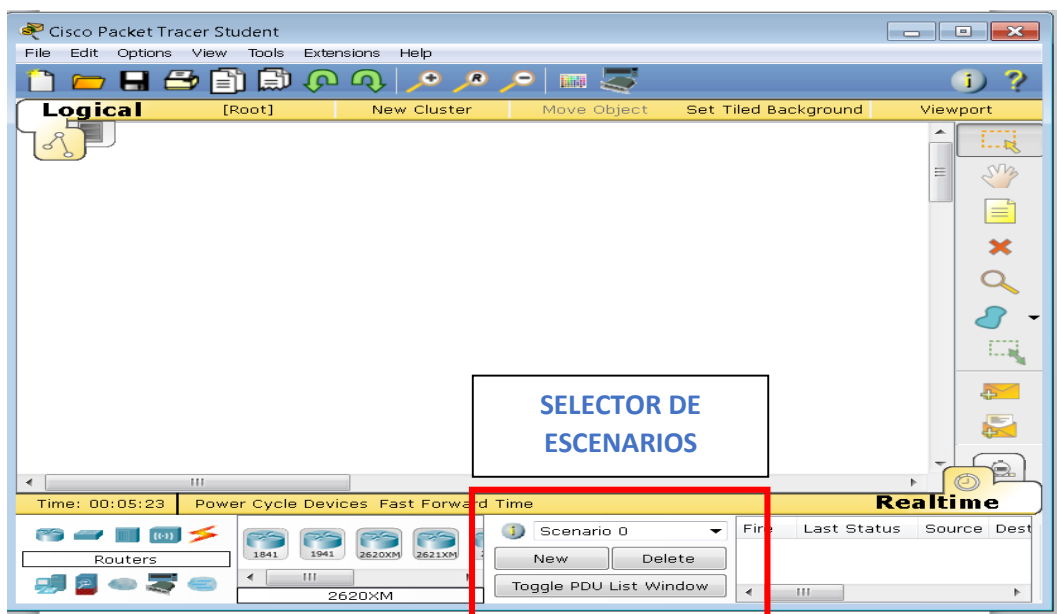 Cisco Packet Tracer Student
File Edit Options View Tools Extensions Help
Logical [Root] New Cluster Move Object Set Tiled Background Viewport
SELECTOR DE
ESCENARIOS
Time: 00:05:23 Power Cycle Devices Fast Forward Time Realtime
Scenario 0 Fire Last Status Source Dest
1841 1941 2620XM 2621XM
Routers New Delete
Toggle PDU List Window
2620XM